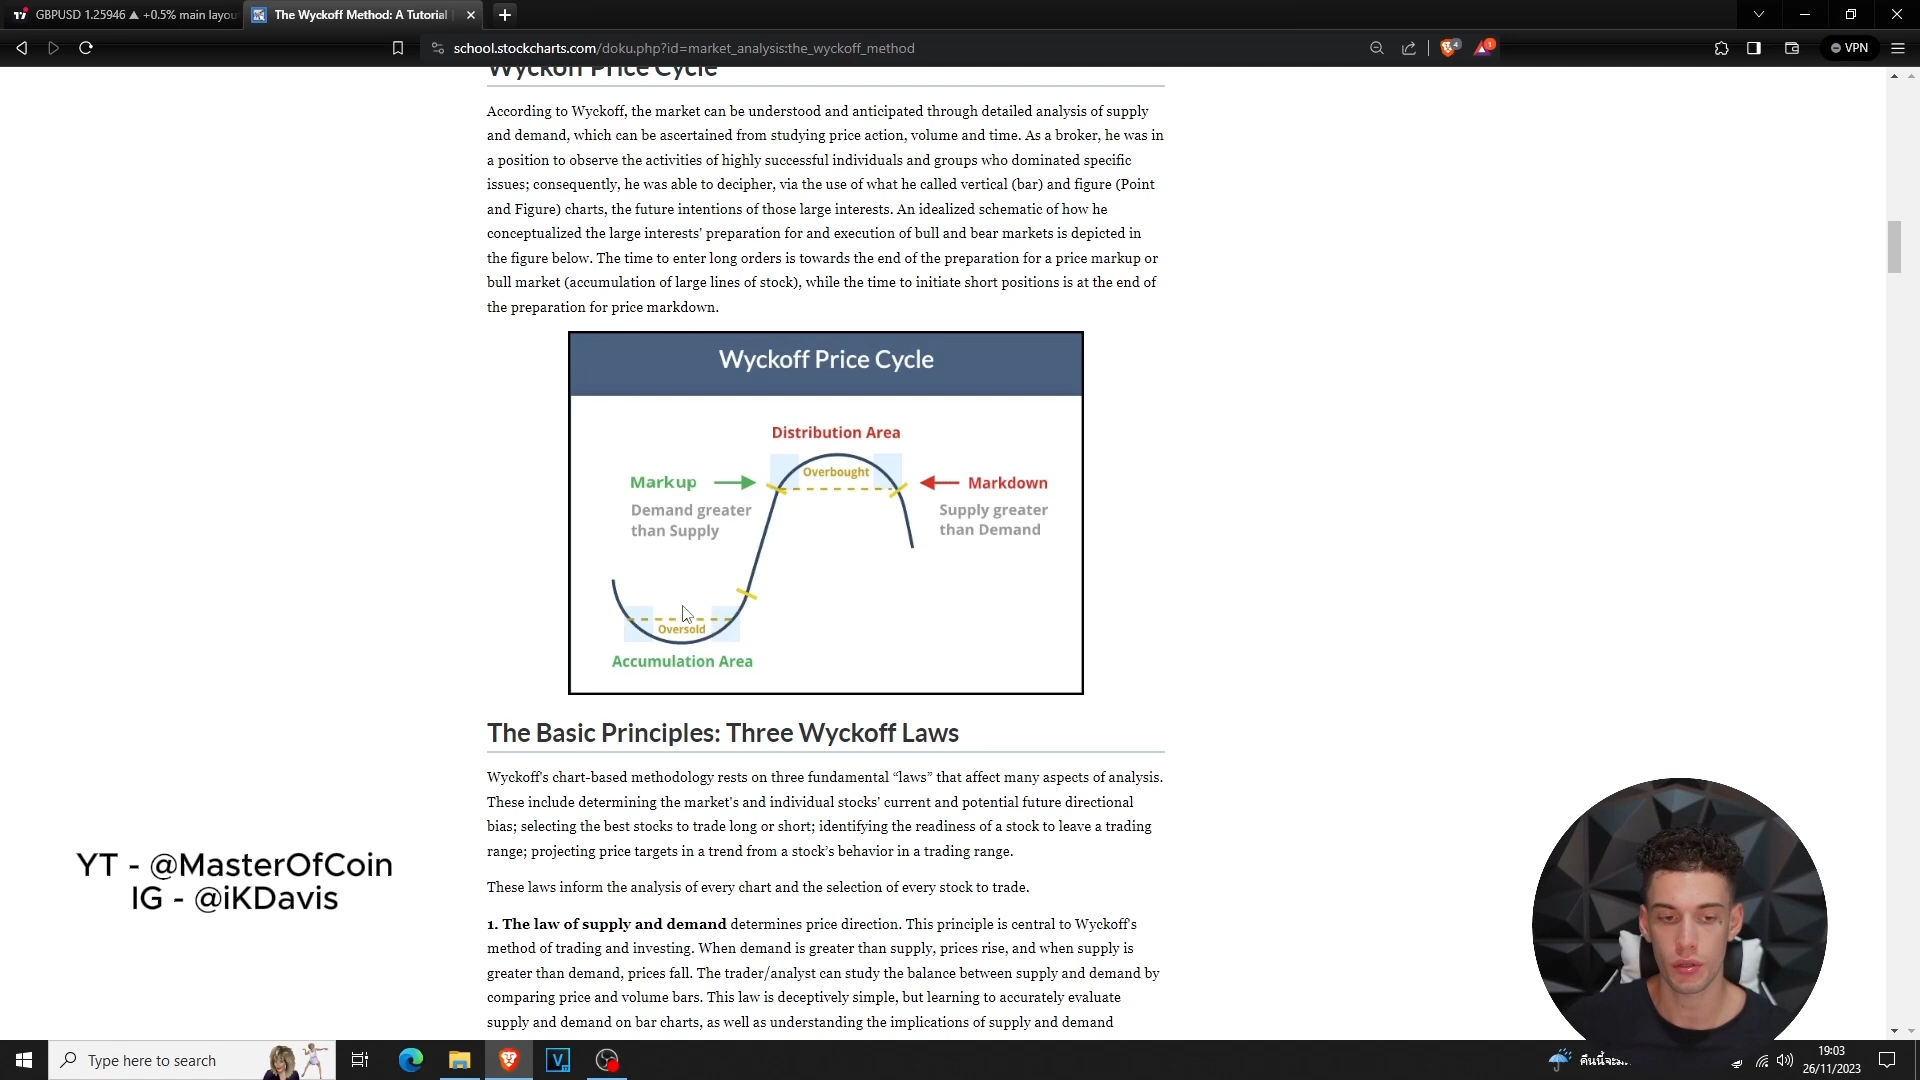 GBPUSD 1.25946 ▲ +0.5% main layou
The Wyckoff Method: A Tutorial
school.stockcharts.com/doku.php?id=market_analysis:the_wyckoff_method
4
1
VPN
Wyckoff Price Cycle
According to Wyckoff, the market can be understood and anticipated through detailed analysis of supply
and demand, which can be ascertained from studying price action, volume and time. As a broker, he was in
a position to observe the activities of highly successful individuals and groups who dominated specific
issues; consequently, he was able to decipher, via the use of what he called vertical (bar) and figure (Point
and Figure) charts, the future intentions of those large interests. An idealized schematic of how he
conceptualized the large interests' preparation for and execution of bull and bear markets is depicted in
the figure below. The time to enter long orders is towards the end of the preparation for a price markup or
bull market (accumulation of large lines of stock), while the time to initiate short positions is at the end of
the preparation for price markdown.
Wyckoff Price Cycle
Distribution Area
Overbought
Markup
Demand greater
than Supply
Markdown
Supply greater
than Demand
Oversold
Accumulation Area
The Basic Principles: Three Wyckoff Laws
Wyckoff's chart-based methodology rests on three fundamental “laws” that affect many aspects of analysis.
These include determining the market's and individual stocks' current and potential future directional
bias; selecting the best stocks to trade long or short; identifying the readiness of a stock to leave a trading
range; projecting price targets in a trend from a stock’s behavior in a trading range.
These laws inform the analysis of every chart and the selection of every stock to trade.
1. The law of supply and demand determines price direction. This principle is central to Wyckoff's
method of trading and investing. When demand is greater than supply, prices rise, and when supply is
greater than demand, prices fall. The trader/analyst can study the balance between supply and demand by
comparing price and volume bars. This law is deceptively simple, but learning to accurately evaluate
supply and demand on bar charts, as well as understanding the implications of supply and demand
YT - @MasterOfCoin
IG - @iKDavis
Type here to search
V
คืนนี้จะม...
19:03
26/11/2023